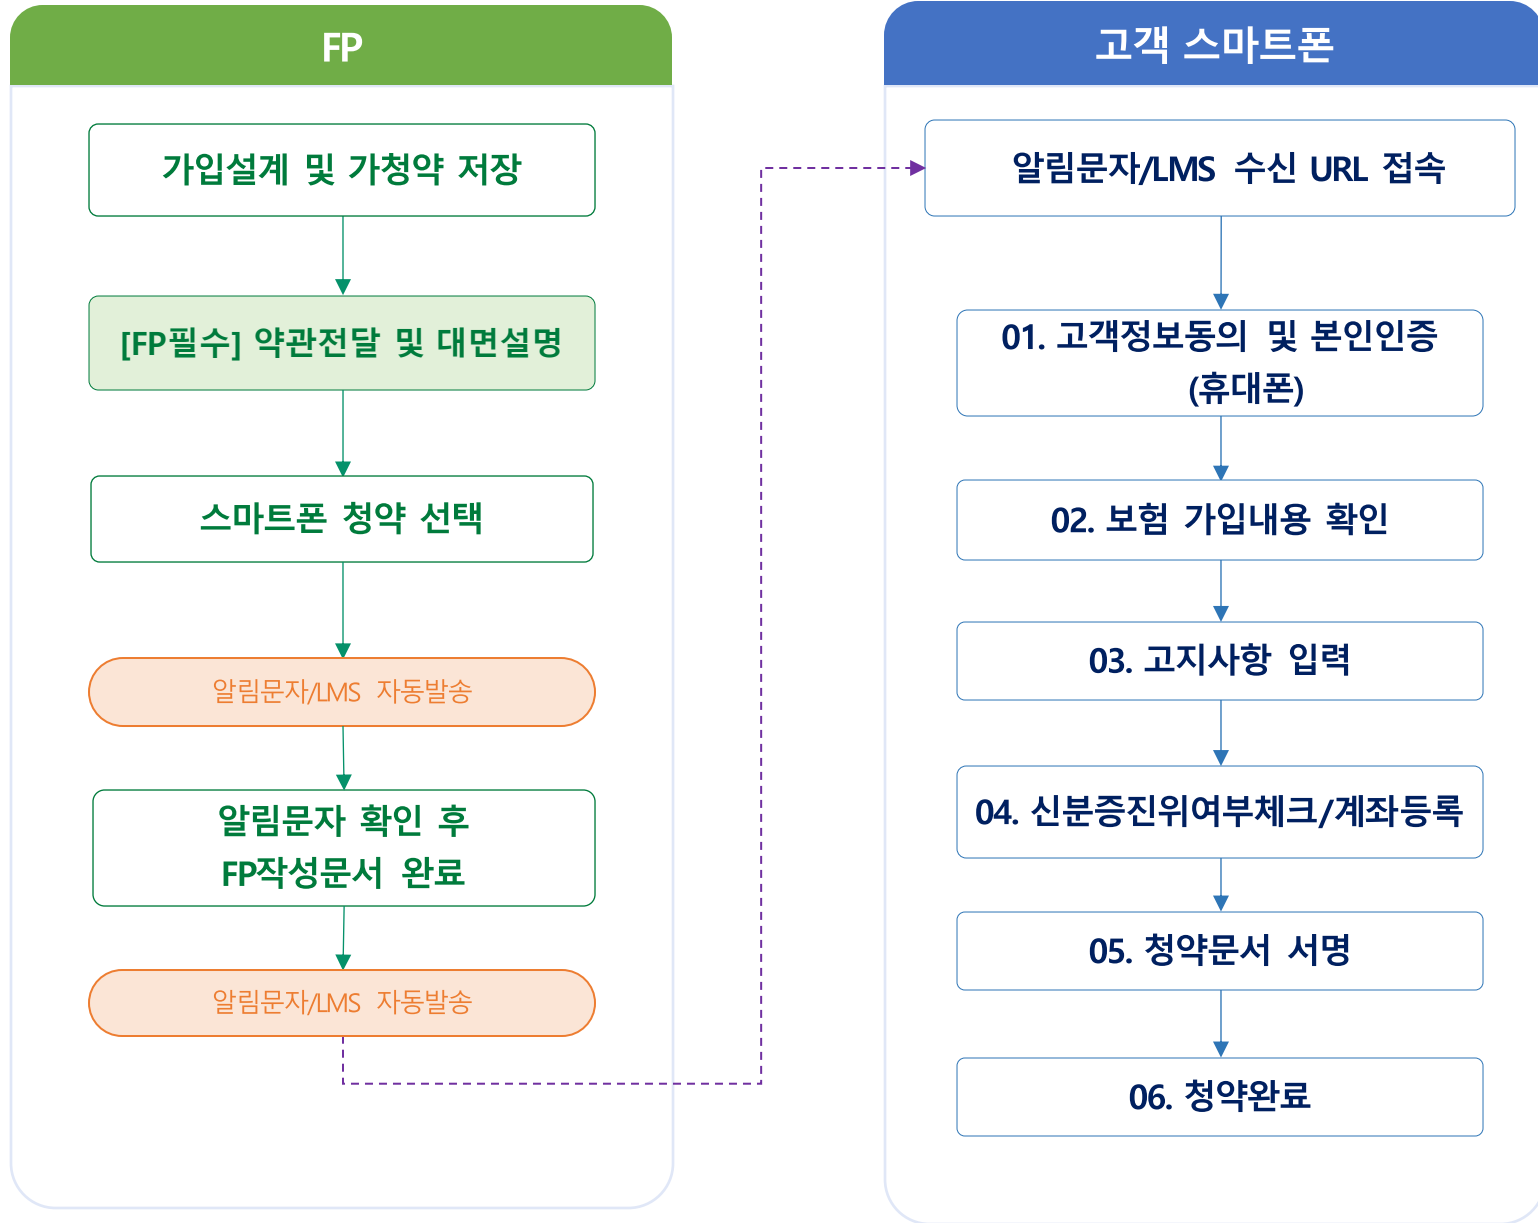 FP
가입설계 및 가청약 저장
[FP필수] 약관전달 및 대면설명
스마트폰 청약 선택
알림문자/LMS 자동발송
알림문자 확인 후
FP작성문서 완료
알림문자/LMS 자동발송
고객 스마트폰
알림문자/LMS 수신 URL 접속
01. 고객정보동의 및 본인인증
(휴대폰)
02. 보험 가입내용 확인
03. 고지사항 입력
04. 신분증진위여부체크/계좌등록
05. 청약문서 서명
06. 청약완료